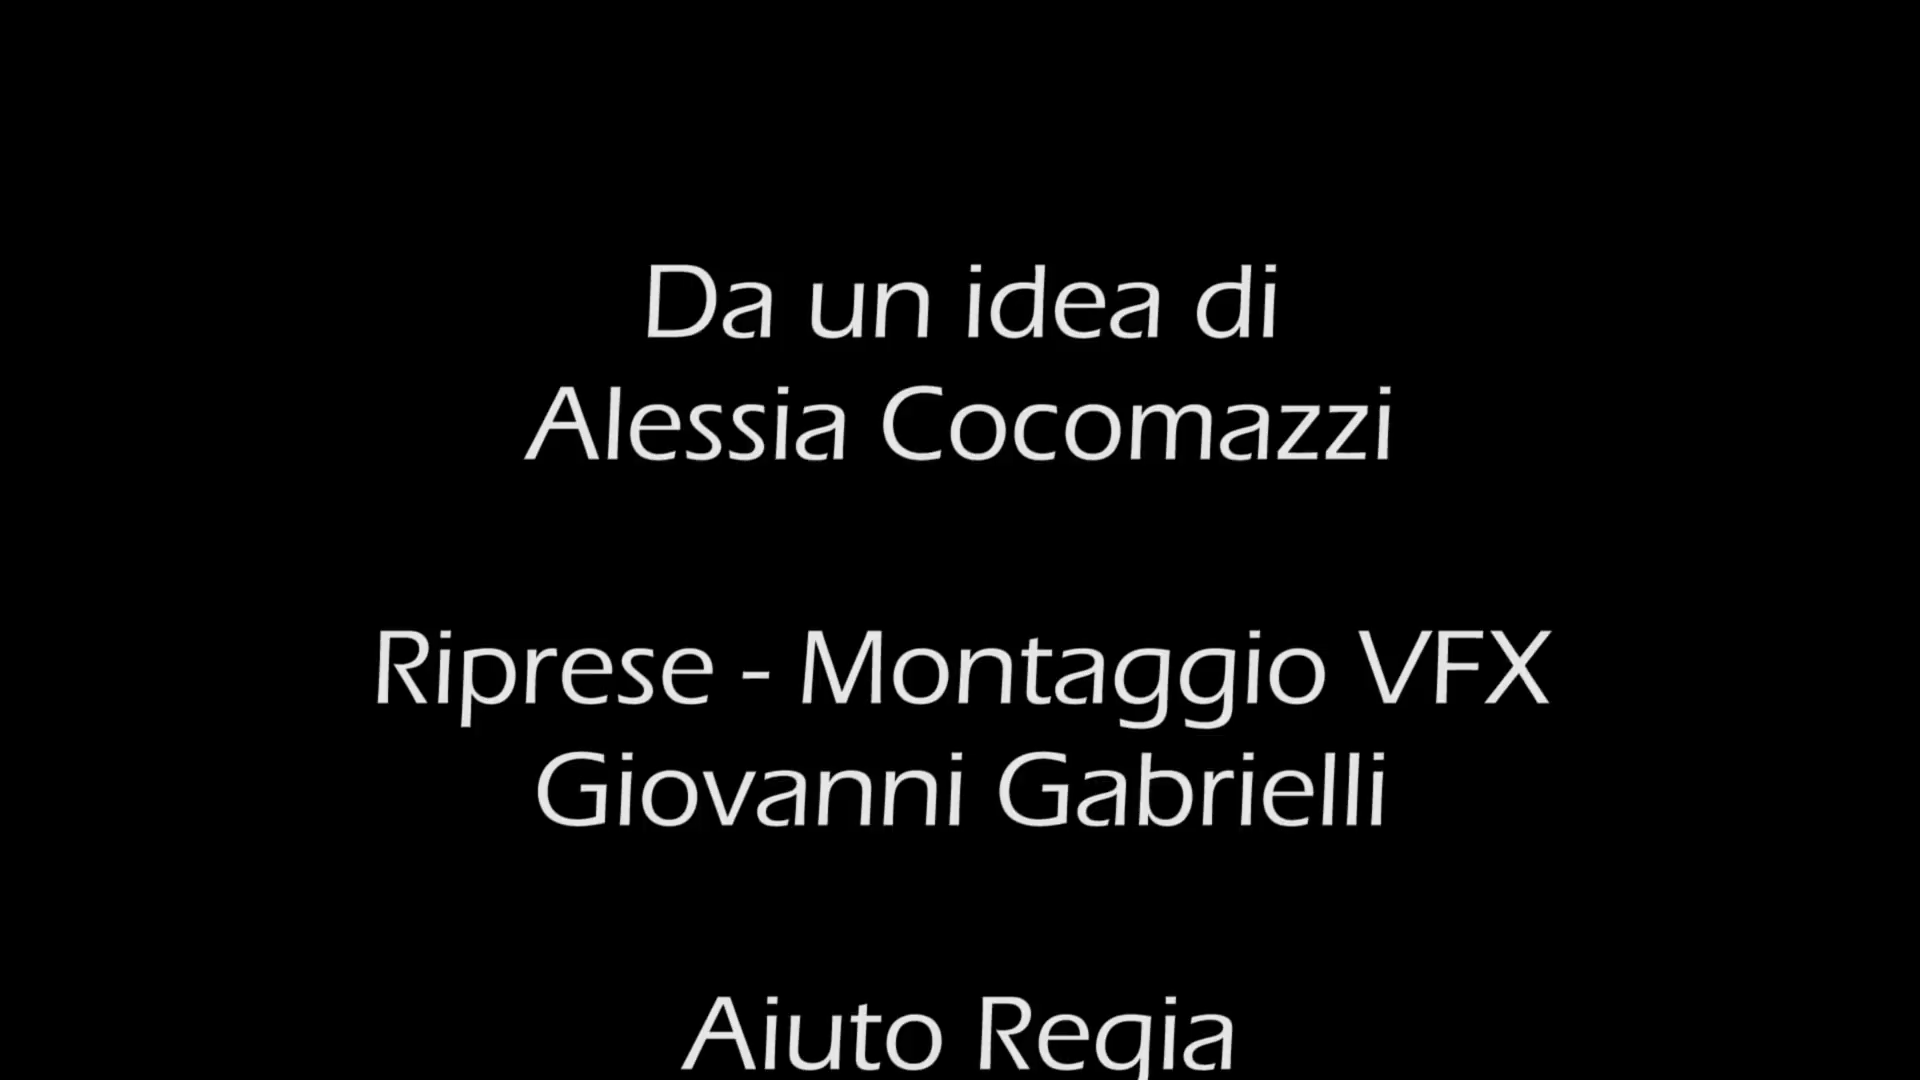 Da un idea di
Alessia Cocomazzi
Riprese - Montaggio VFX
Giovanni Gabrielli
Aiuto Regia